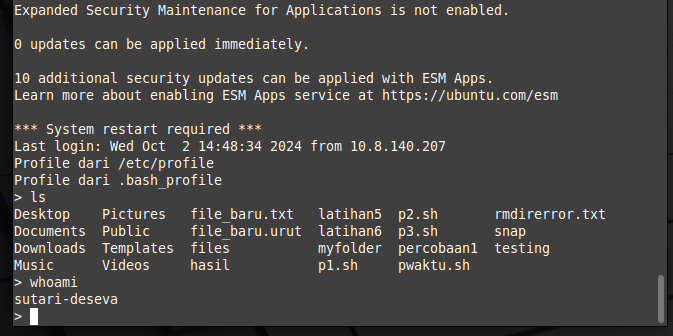 Expanded Security Maintenance for Applications is not enabled.
0 updates can be applied immediately.
10 additional security updates can be applied with ESM Apps.
Learn more about enabling ESM Apps service at https://ubuntu.com/esm
*** System restart required ***
Last login: Wed Oct  2 14:48:34 2024 from 10.8.140.207
Profile dari /etc/profile
Profile dari .bash_profile
> ls
Desktop    Pictures   file_baru.txt   latihan5  p2.sh       rmdirerror.txt
Documents  Public     file_baru.urut  latihan6  p3.sh       snap
Downloads  Templates  files           myfolder  percobaan1  testing
Music      Videos     hasil           p1.sh     pwaktu.sh
> whoami
sutari-deseva
>